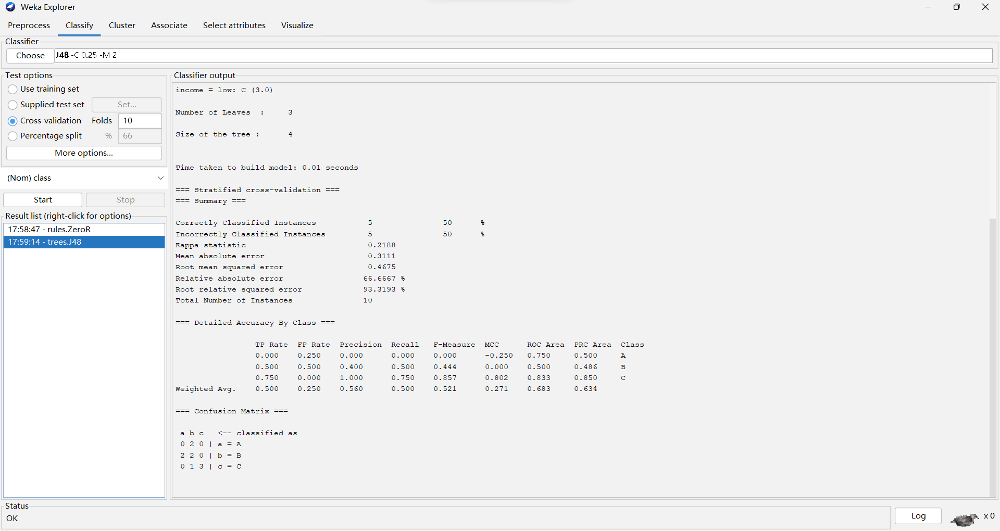 Weka Explorer
Preprocess Classify Cluster Associate Select attributes Visualize
Classifier
Choose J48 -C 0.25 -M 2
Test options
Use training set
Supplied test set Set...
Cross-validation Folds 10
Percentage split % 66
More options...
(Nom) class
Start Stop
Result list (right-click for options)
17:58:47 - rules.ZeroR
17:59:14 - trees.J48
Classifier output
income = low: C (3.0)
Number of Leaves : 3
Size of the tree : 4
Time taken to build model: 0.01 seconds
=== Stratified cross-validation ===
=== Summary ===
Correctly Classified Instances 5 50 %
Incorrectly Classified Instances 5 50 %
Kappa statistic 0.2188
Mean absolute error 0.3111
Root mean squared error 0.4675
Relative absolute error 66.6667 %
Root relative squared error 93.3193 %
Total Number of Instances 10
=== Detailed Accuracy By Class ===
TP Rate FP Rate Precision Recall F-Measure MCC ROC Area PRC Area Class
0.000 0.250 0.000 0.000 0.000 -0.250 0.750 0.500 A
0.500 0.500 0.400 0.500 0.444 0.000 0.500 0.486 B
0.750 0.000 1.000 0.750 0.857 0.802 0.833 0.850 C
Weighted Avg. 0.500 0.250 0.560 0.500 0.521 0.271 0.683 0.634
=== Confusion Matrix ===
a b c <-- classified as
0 2 0 | a = A
2 2 0 | b = B
0 1 3 | c = C
Status
OK
Log x 0